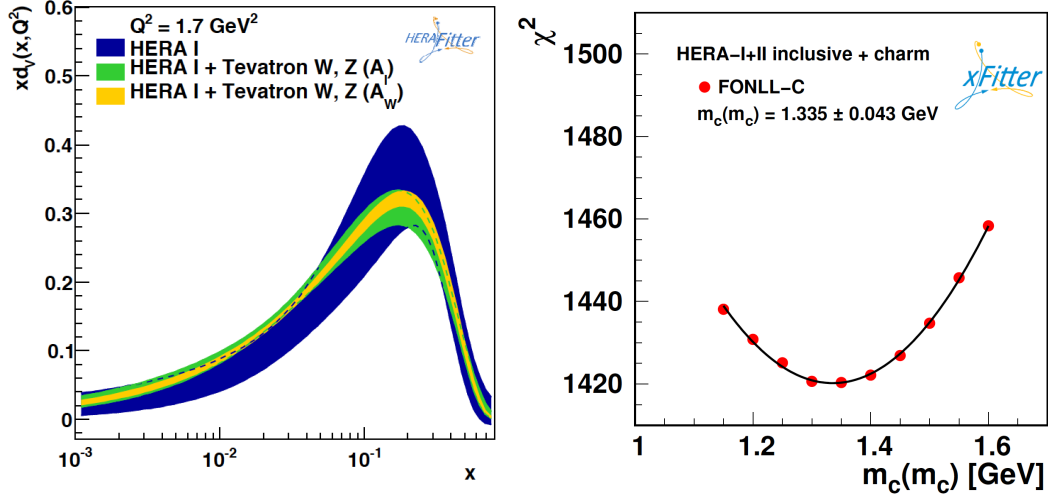 xd_V(x,Q²)
Q² = 1.7 GeV²
HERA I
HERA I + Tevatron W, Z (A_l)
HERA I + Tevatron W, Z (A_W)
HERAFitter
0.6
0.5
0.4
0.3
0.2
0.1
0
10⁻³
10⁻²
10⁻¹
x
χ²
HERA-I+II inclusive + charm
FONLL-C
m_c(m_c) = 1.335 ± 0.043 GeV
xFitter
1500
1480
1460
1440
1420
1
1.2
1.4
1.6
m_c(m_c) [GeV]